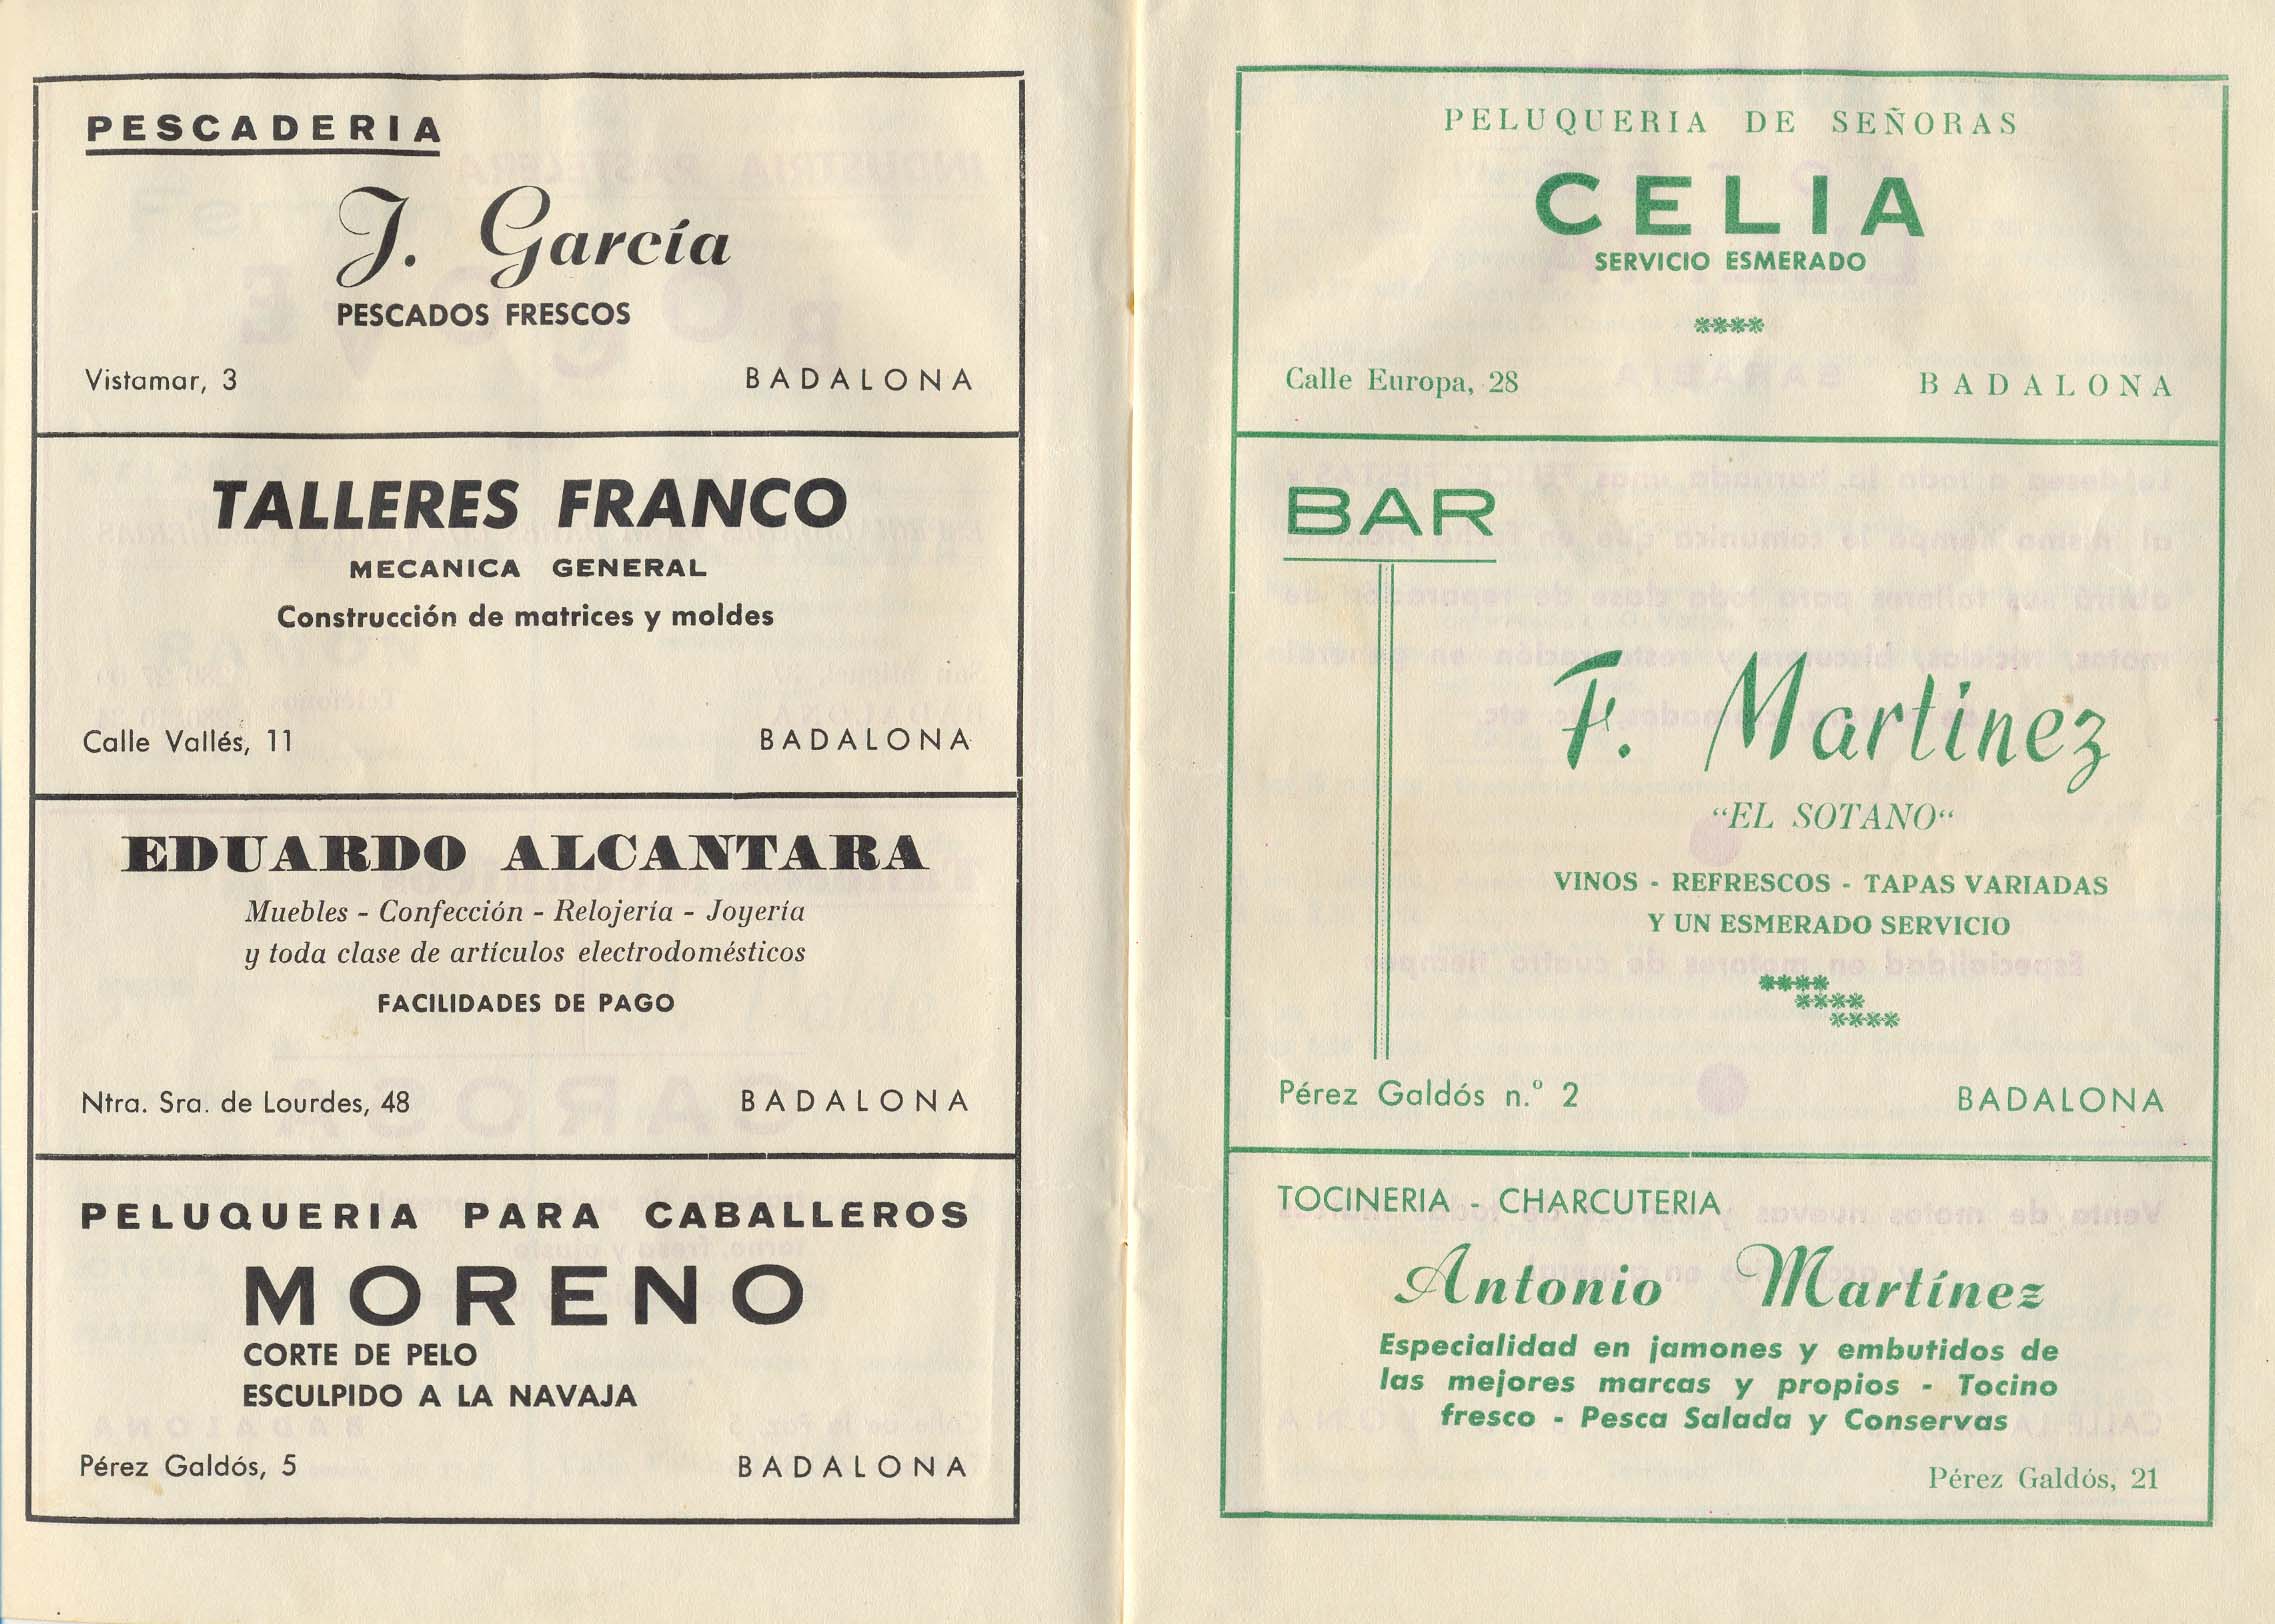 PESCADERIA
J. García
PESCADOS FRESCOS
Vistamar, 3 BADALONA
TALLERES FRANCO
MECANICA GENERAL
Construcción de matrices y moldes
Calle Vallés, 11 BADALONA
EDUARDO ALCANTARA
Muebles - Confección - Relojería - Joyería
y toda clase de artículos electrodomésticos
FACILIDADES DE PAGO
Ntra. Sra. de Lourdes, 48 BADALONA
PELUQUERIA PARA CABALLEROS
MORENO
CORTE DE PELO
ESCULPIDO A LA NAVAJA
Pérez Galdós, 5 BADALONA
PELUQUERIA DE SEÑORAS
CELIA
SERVICIO ESMERADO
****
Calle Europa, 28 BADALONA
BAR
F. Martinez
“EL SOTANO“
VINOS - REFRESCOS - TAPAS VARIADAS
Y UN ESMERADO SERVICIO
****
****
****
Pérez Galdós n.º 2 BADALONA
TOCINERIA - CHARCUTERIA
Antonio Martínez
Especialidad en jamones y embutidos de
las mejores marcas y propios - Tocino
fresco - Pesca Salada y Conservas
Pérez Galdós, 21